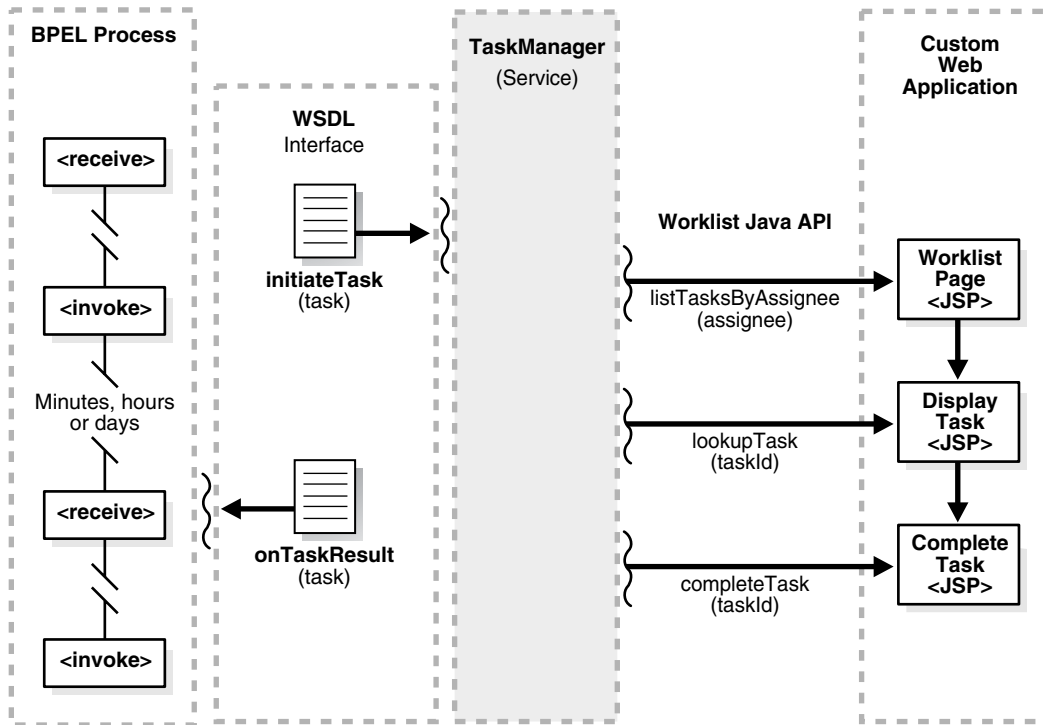 BPEL Process
<receive>
<invoke>
Minutes, hours
or days
<receive>
<invoke>
WSDL
Interface
initiateTask
(task)
onTaskResult
(task)
TaskManager
(Service)
Worklist Java API
listTasksByAssignee
(assignee)
lookupTask
(taskId)
completeTask
(taskId)
Custom
Web
Application
Worklist
Page
<JSP>
Display
Task
<JSP>
Complete
Task
<JSP>